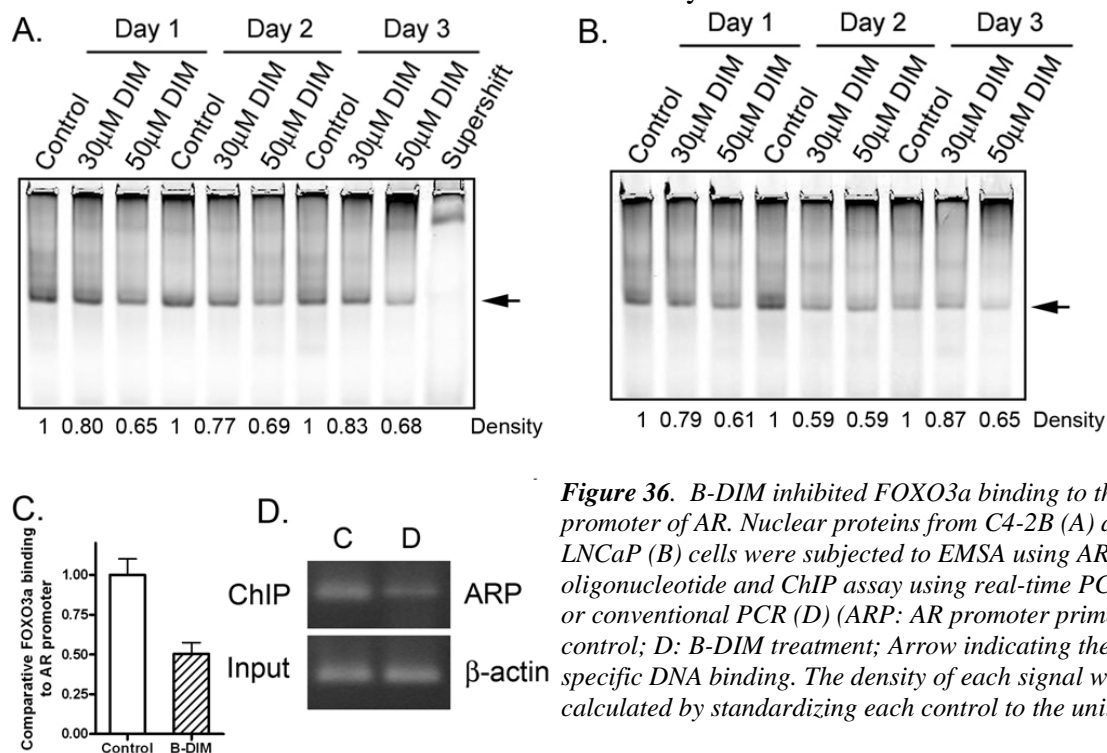 A.
Day 1 Day 2 Day 3
Control 30µM DIM 50µM DIM Control 30µM DIM 50µM DIM Control 30µM DIM 50µM DIM Supershift
1 0.80 0.65 1 0.77 0.69 1 0.83 0.68 Density
B.
Day 1 Day 2 Day 3
Control 30µM DIM 50µM DIM Control 30µM DIM 50µM DIM Control 30µM DIM 50µM DIM
1 0.79 0.61 1 0.59 0.59 1 0.87 0.65 Density
C.
Comparative FOXO3a binding
to AR promoter
1.00
0.75
0.50
0.25
0.00
Control B-DIM
D.
C D
ChIP ARP
Input β-actin
Figure 36. B-DIM inhibited FOXO3a binding to th
promoter of AR. Nuclear proteins from C4-2B (A)
LNCaP (B) cells were subjected to EMSA using AR
oligonucleotide and ChIP assay using real-time PC
or conventional PCR (D) (ARP: AR promoter prim
control; D: B-DIM treatment; Arrow indicating the
specific DNA binding. The density of each signal w
calculated by standardizing each control to the uni